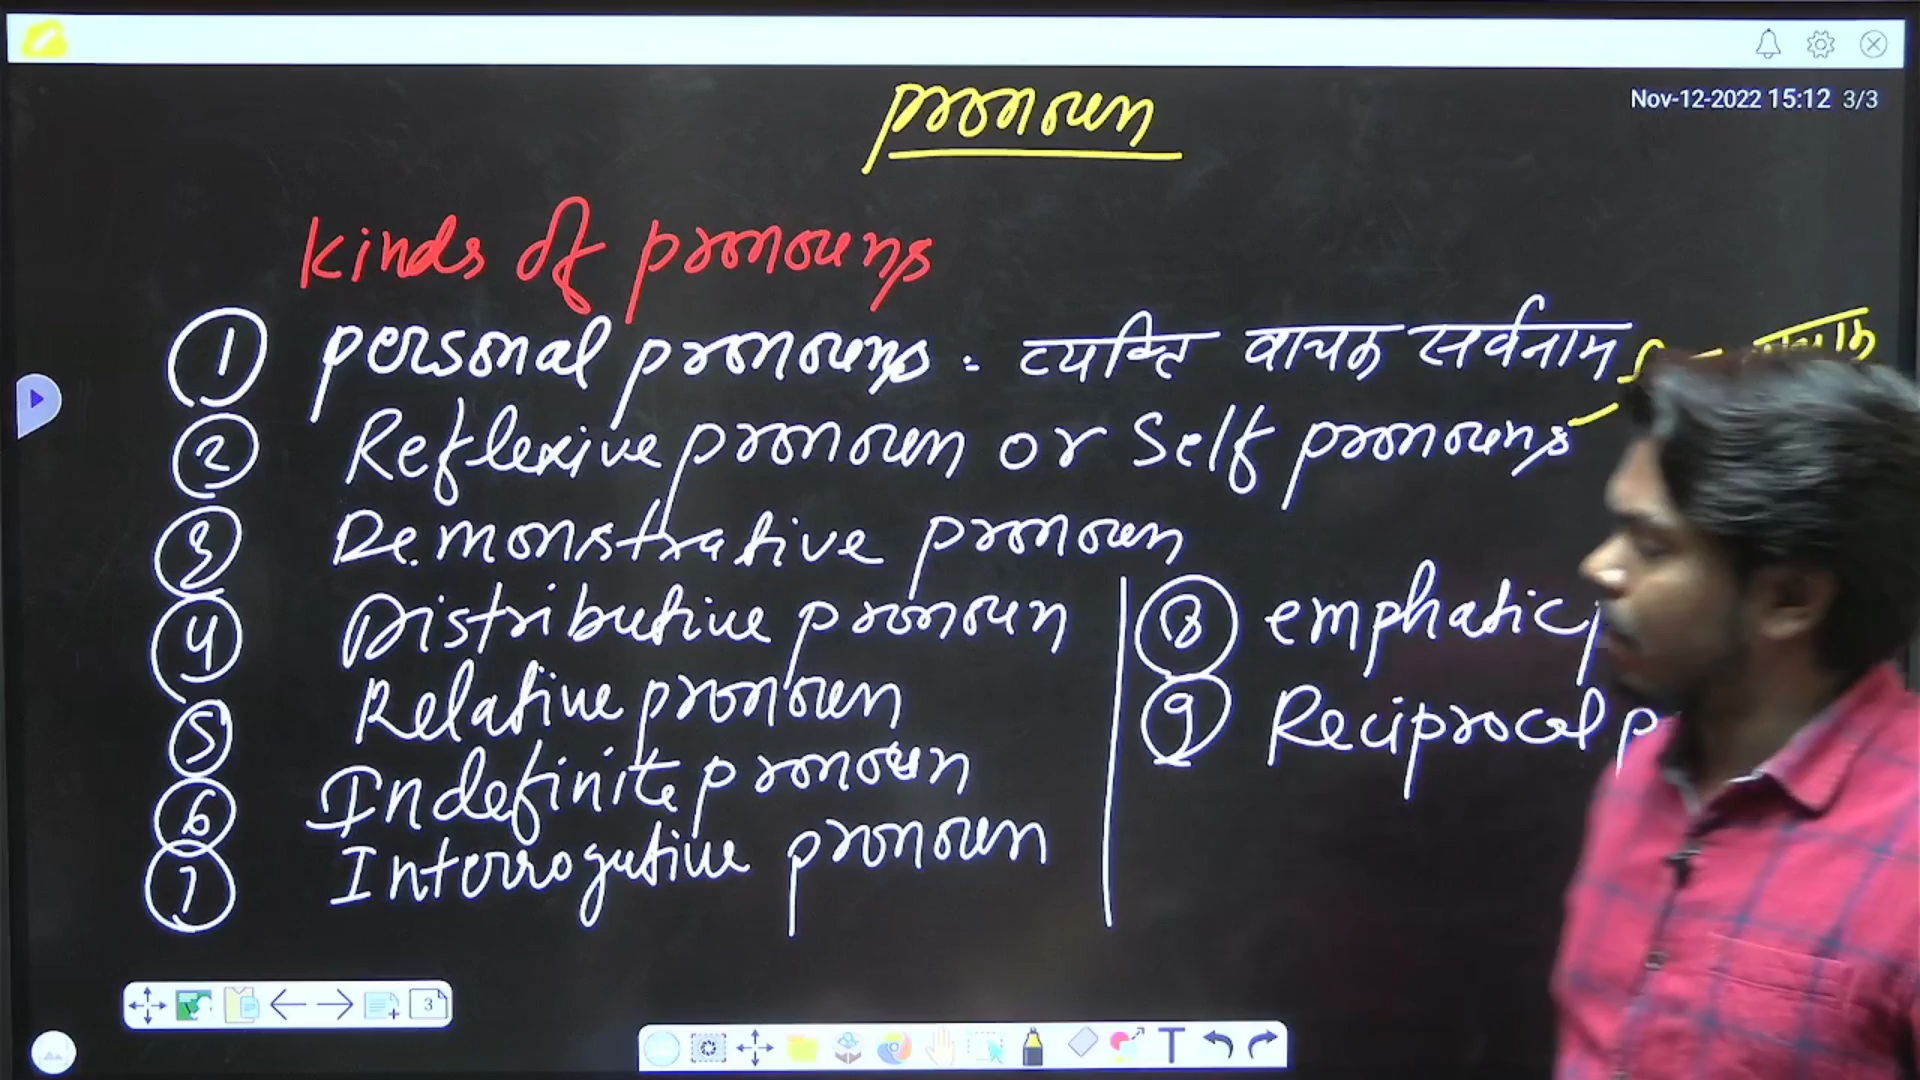 Nov-12-2022 15:12 3/3
pronoun
Kinds of pronouns
1 personal pronouns :- व्यक्ति वाचक सर्वनाम
2 Reflexive pronoun or Self pronouns
3 Demonstrative pronoun
4 Distributive pronoun
5 Relative pronoun
6 Indefinite pronoun
7 Interrogative pronoun
8 emphatic p
9 Reciprocal p
3
T